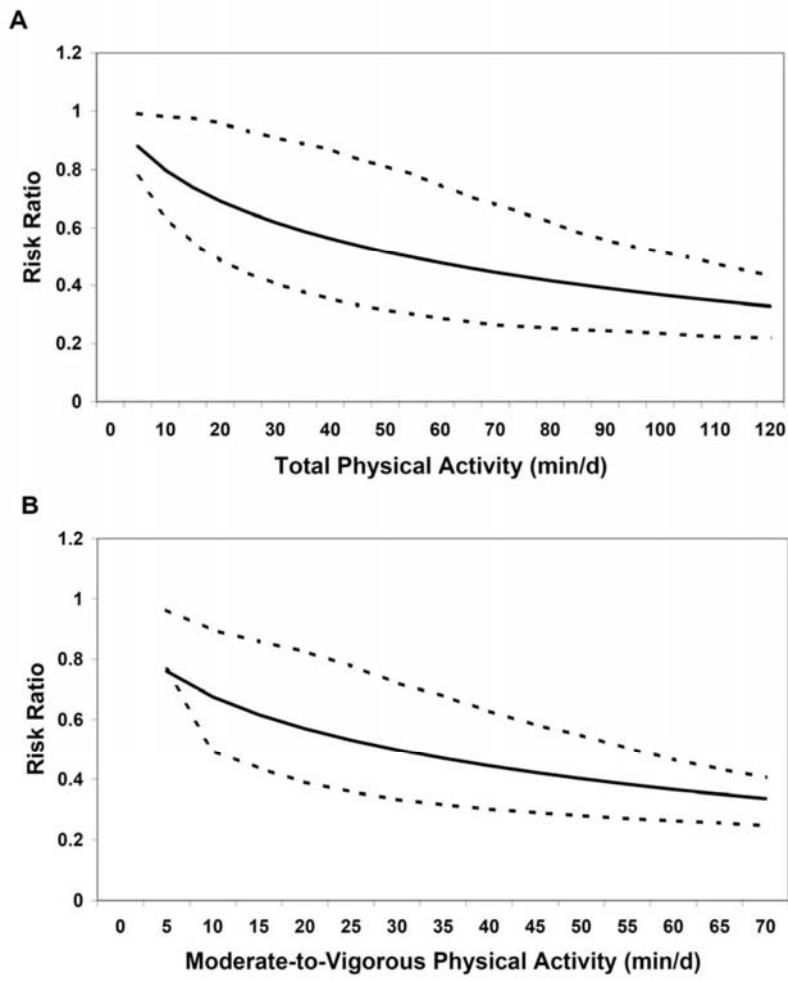 A
1.2
1
0.8
0.6
0.4
0.2
0
Risk Ratio
0 10 20 30 40 50 60 70 80 90 100 110 120
Total Physical Activity (min/d)
B
1.2
1
0.8
0.6
0.4
0.2
0
Risk Ratio
0 5 10 15 20 25 30 35 40 45 50 55 60 65 70
Moderate-to-Vigorous Physical Activity (min/d)